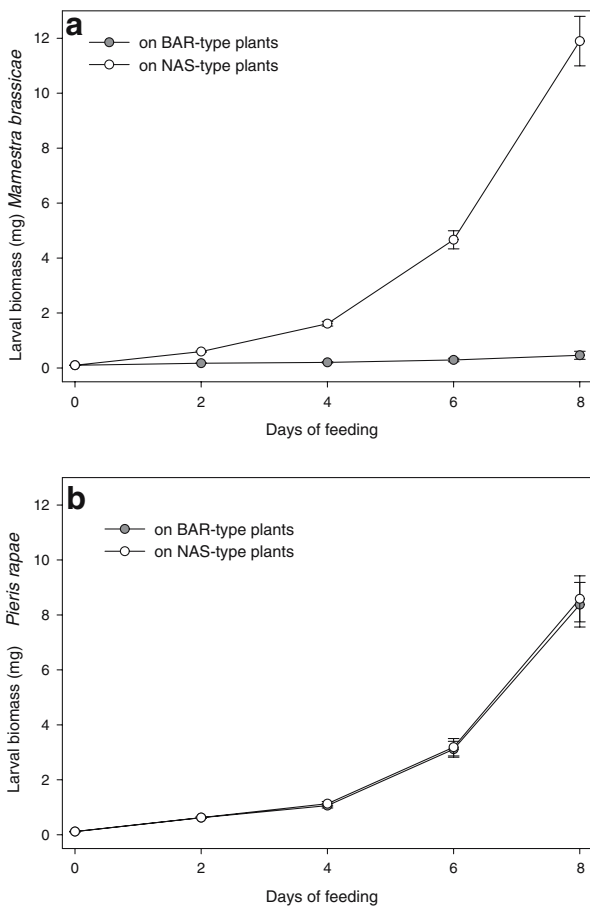 a
on BAR-type plants
on NAS-type plants
12
10
8
6
4
2
0
Larval biomass (mg) Mamestra brassicae
0 2 4 6 8
Days of feeding
b
on BAR-type plants
on NAS-type plants
12
10
8
6
4
2
0
Larval biomass (mg) Pieris rapae
0 2 4 6 8
Days of feeding